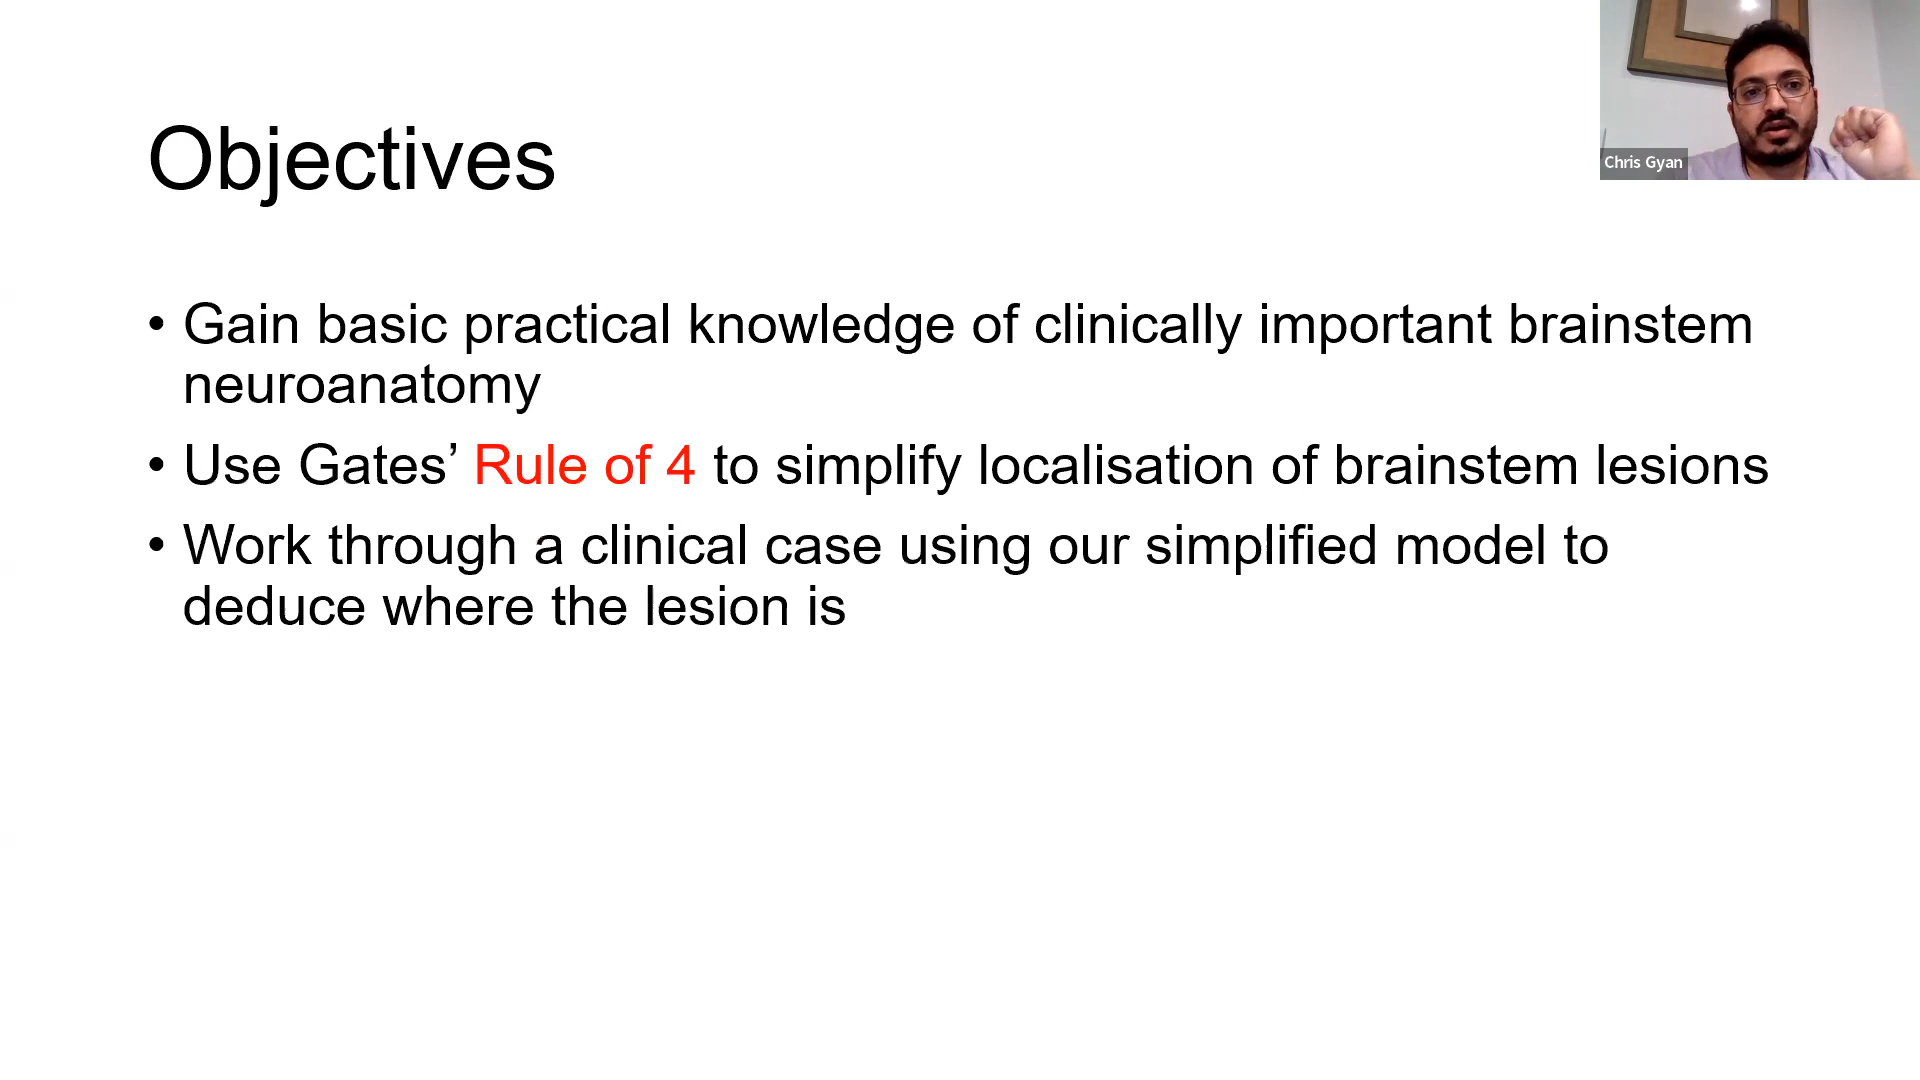 Objectives
Chris Gyan
• Gain basic practical knowledge of clinically important brainstem
neuroanatomy
• Use Gates’ Rule of 4 to simplify localisation of brainstem lesions
• Work through a clinical case using our simplified model to
deduce where the lesion is